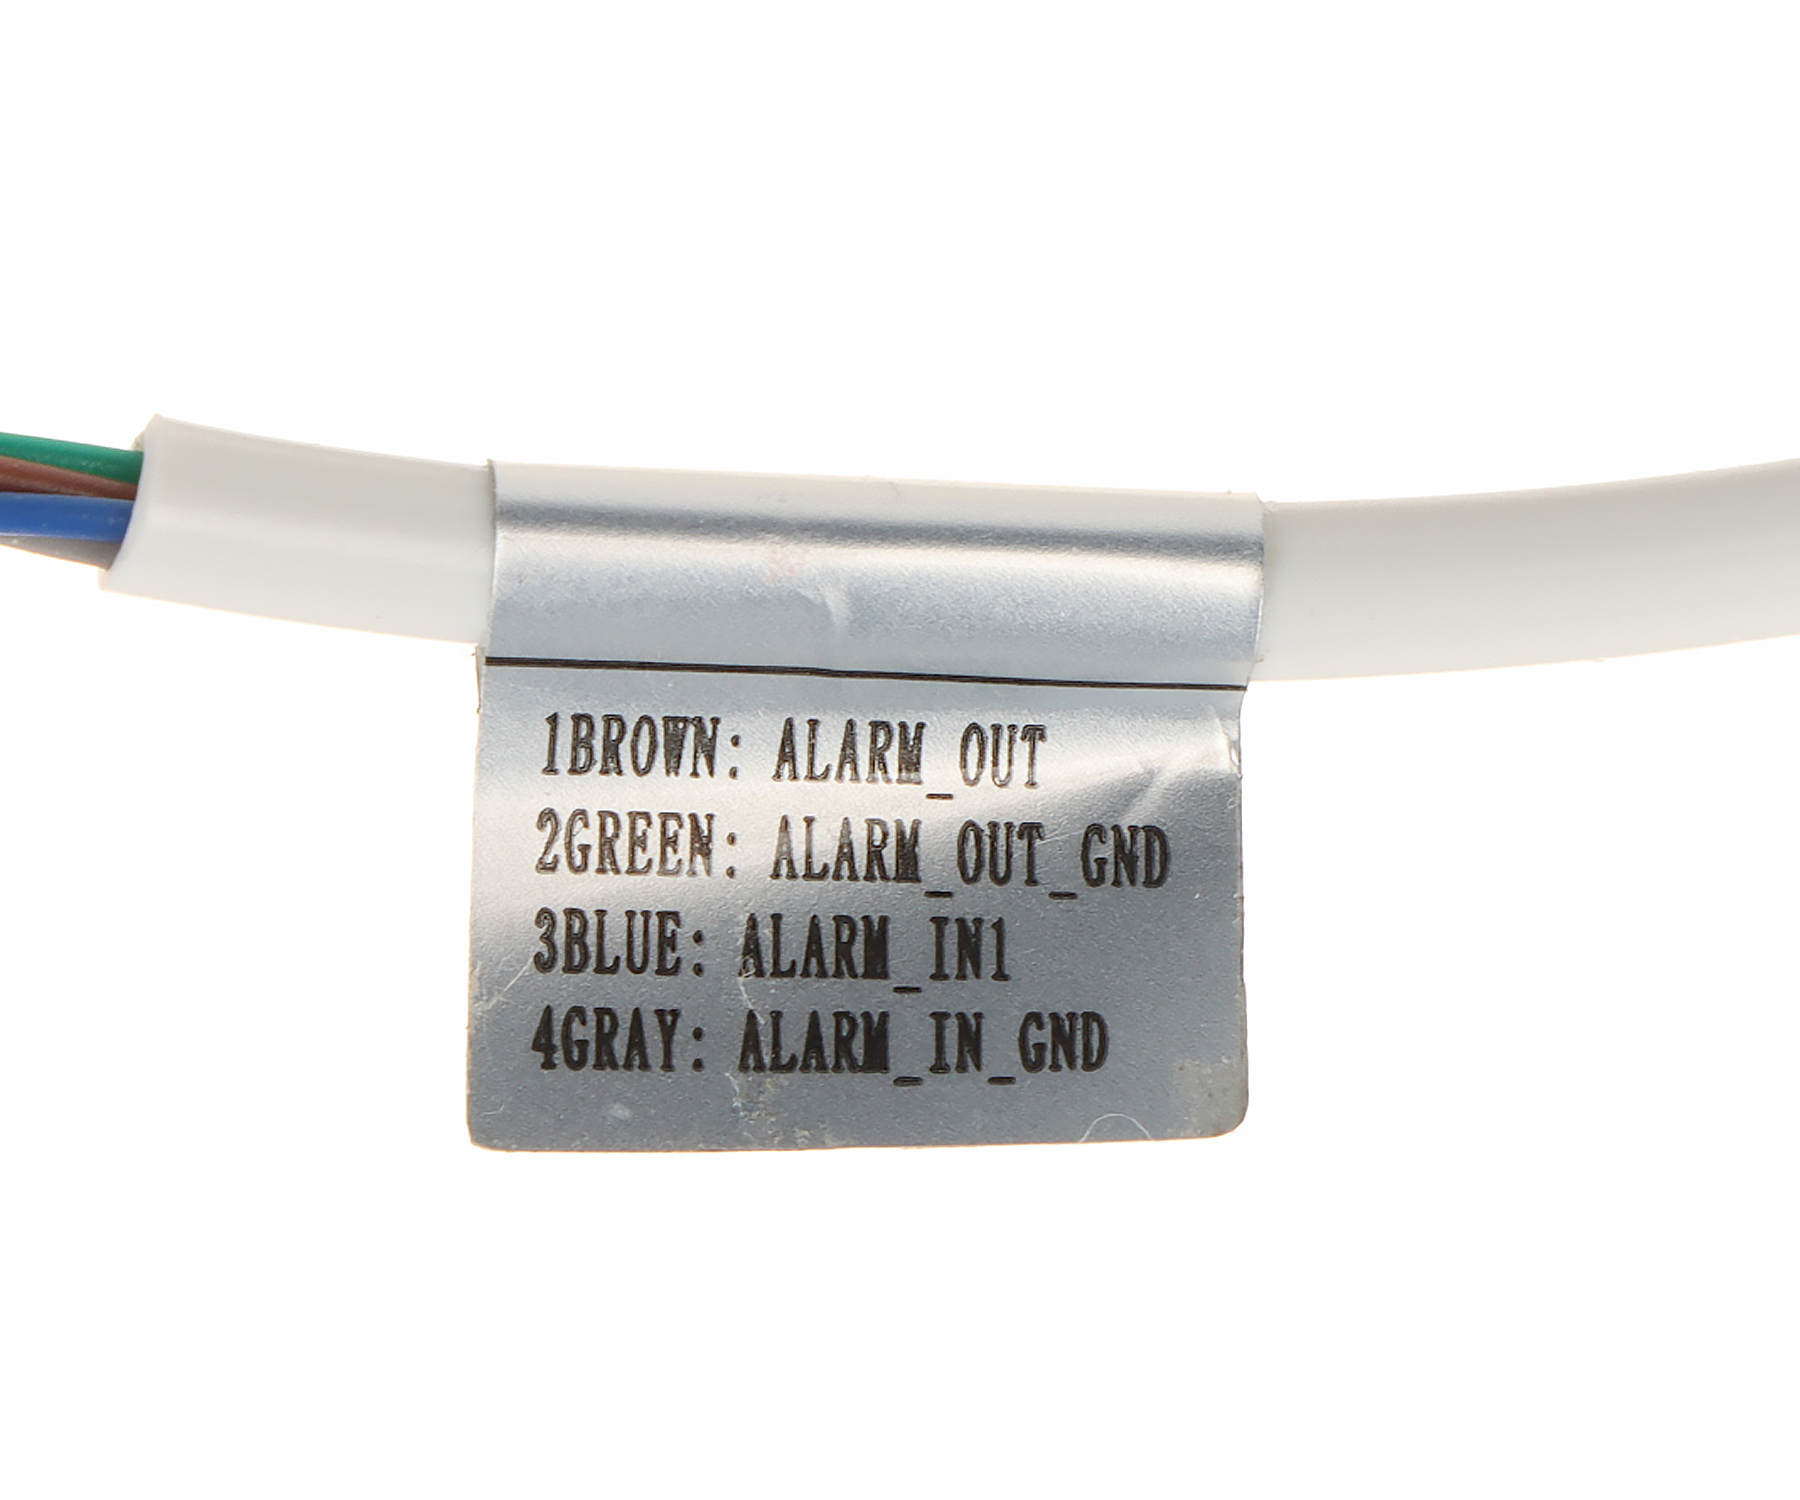 1BROWN: ALARM_OUT
2GREEN: ALARM_OUT_GND
3BLUE: ALARM_IN1
4GRAY: ALARM_IN_GND